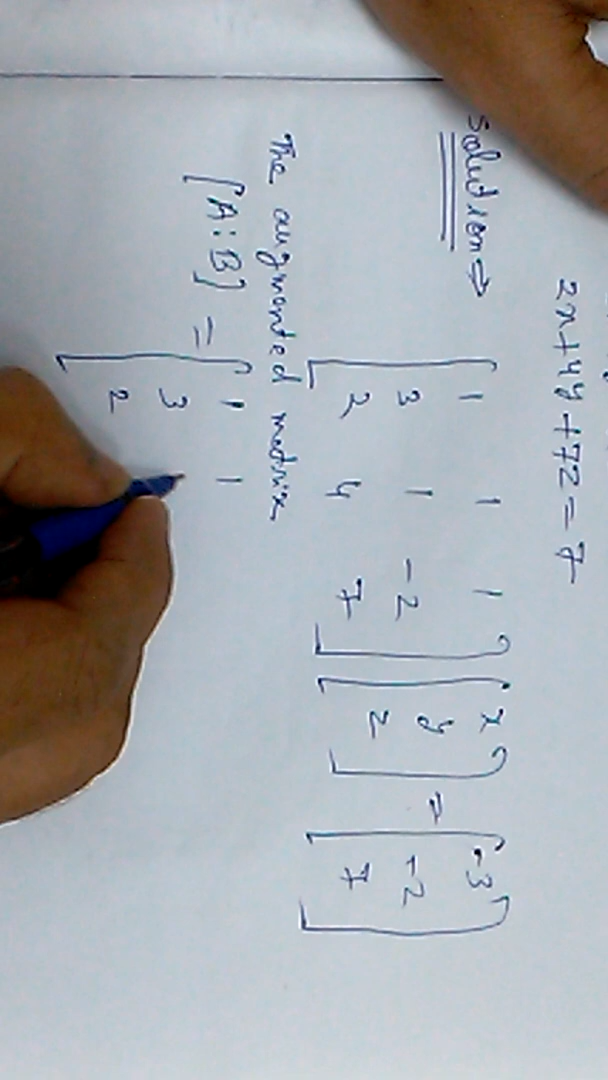 2x+4y+7z=7
Solution⇒
[1 1 1] [x] = [-3]
[3 1 -2] [y] [-2]
[2 4 7] [z] [7]
The augmented matrix
[A:B] = [1 1
3
2